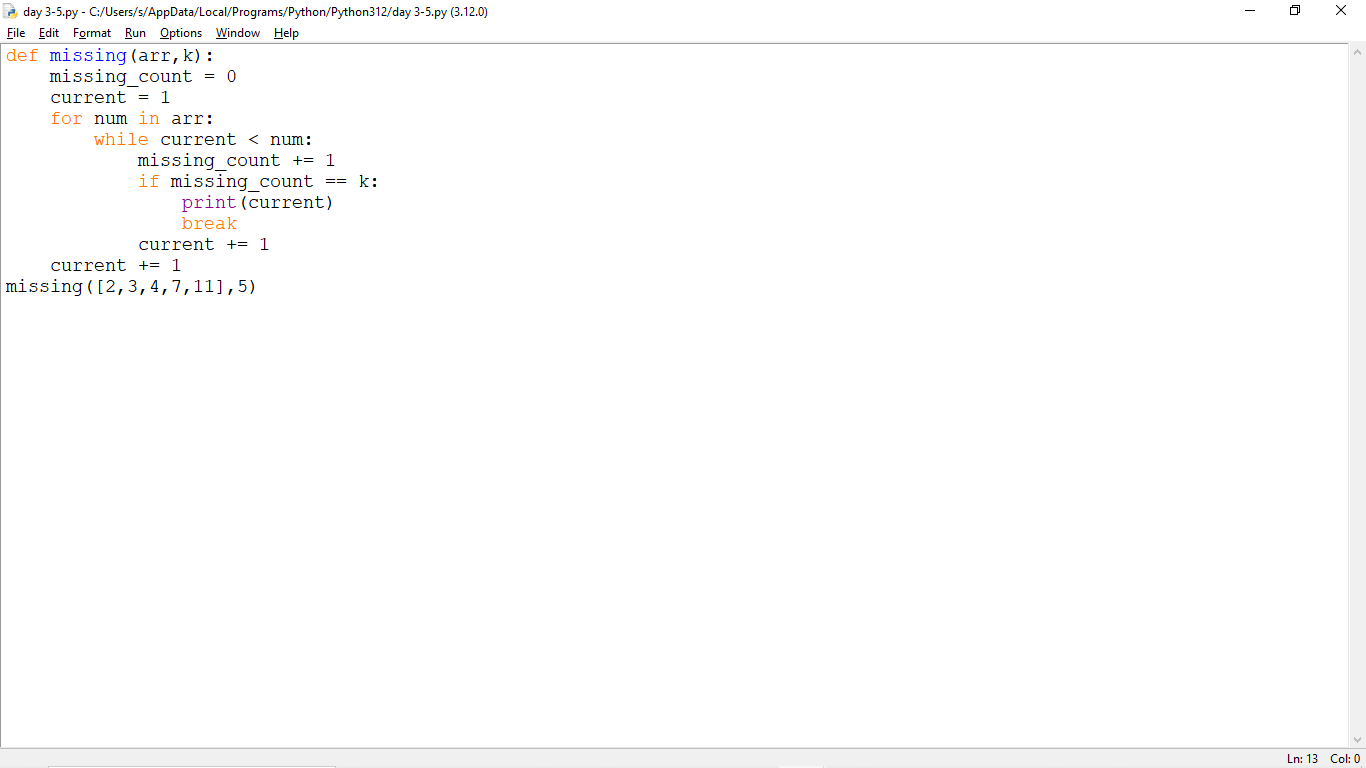 day 3-5.py - C:/Users/s/AppData/Local/Programs/Python/Python312/day 3-5.py (3.12.0)
File Edit Format Run Options Window Help
def missing(arr,k):
    missing_count = 0
    current = 1
    for num in arr:
        while current < num:
            missing_count += 1
            if missing_count == k:
                print(current)
                break
            current += 1
    current += 1
missing([2,3,4,7,11],5)
Ln: 13 Col: 0